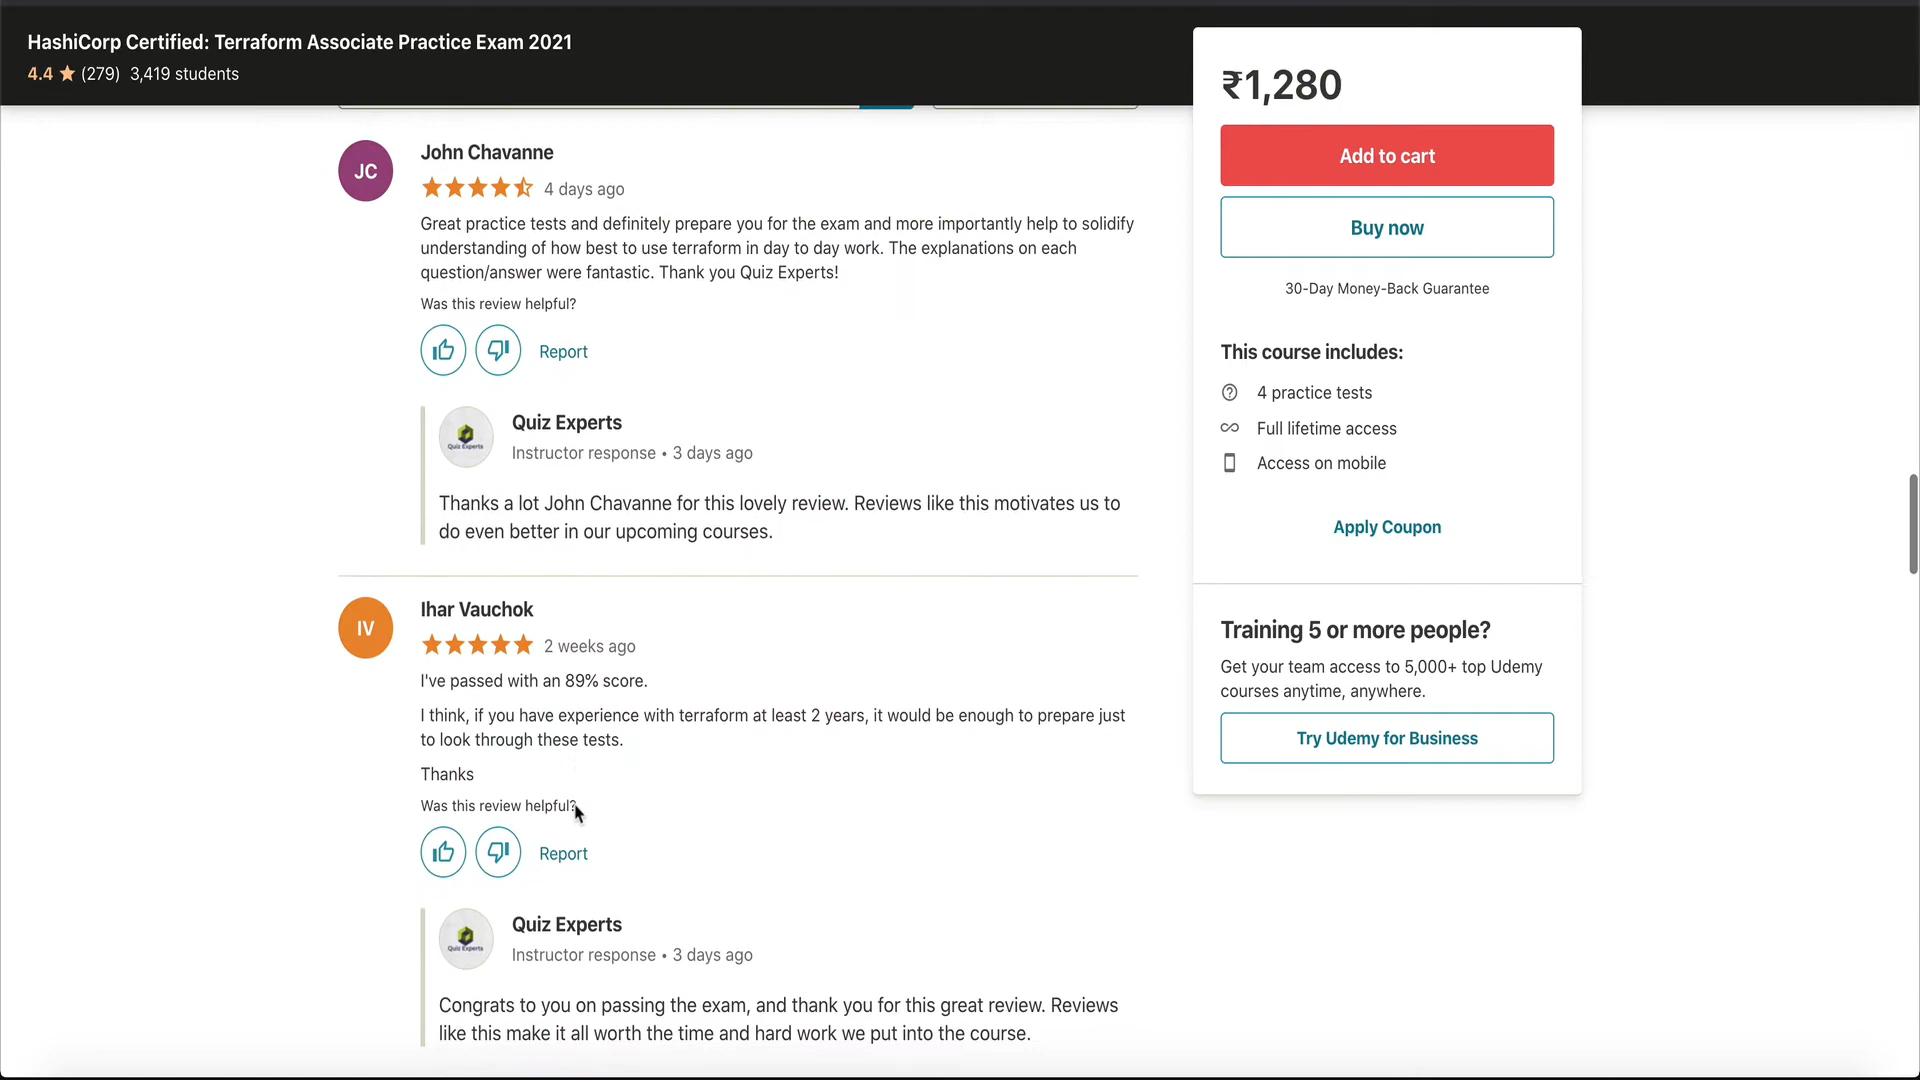 HashiCorp Certified: Terraform Associate Practice Exam 2021
4.4 ★ (279) 3,419 students
JC
John Chavanne
4 days ago
Great practice tests and definitely prepare you for the exam and more importantly help to solidify
understanding of how best to use terraform in day to day work. The explanations on each
question/answer were fantastic. Thank you Quiz Experts!
Was this review helpful?
Report
Quiz Experts
Quiz Experts
Instructor response • 3 days ago
Thanks a lot John Chavanne for this lovely review. Reviews like this motivates us to
do even better in our upcoming courses.
IV
Ihar Vauchok
2 weeks ago
I've passed with an 89% score.
I think, if you have experience with terraform at least 2 years, it would be enough to prepare just
to look through these tests.
Thanks
Was this review helpful?
Report
Quiz Experts
Quiz Experts
Instructor response • 3 days ago
Congrats to you on passing the exam, and thank you for this great review. Reviews
like this make it all worth the time and hard work we put into the course.
₹1,280
Add to cart
Buy now
30-Day Money-Back Guarantee
This course includes:
4 practice tests
Full lifetime access
Access on mobile
Apply Coupon
Training 5 or more people?
Get your team access to 5,000+ top Udemy
courses anytime, anywhere.
Try Udemy for Business